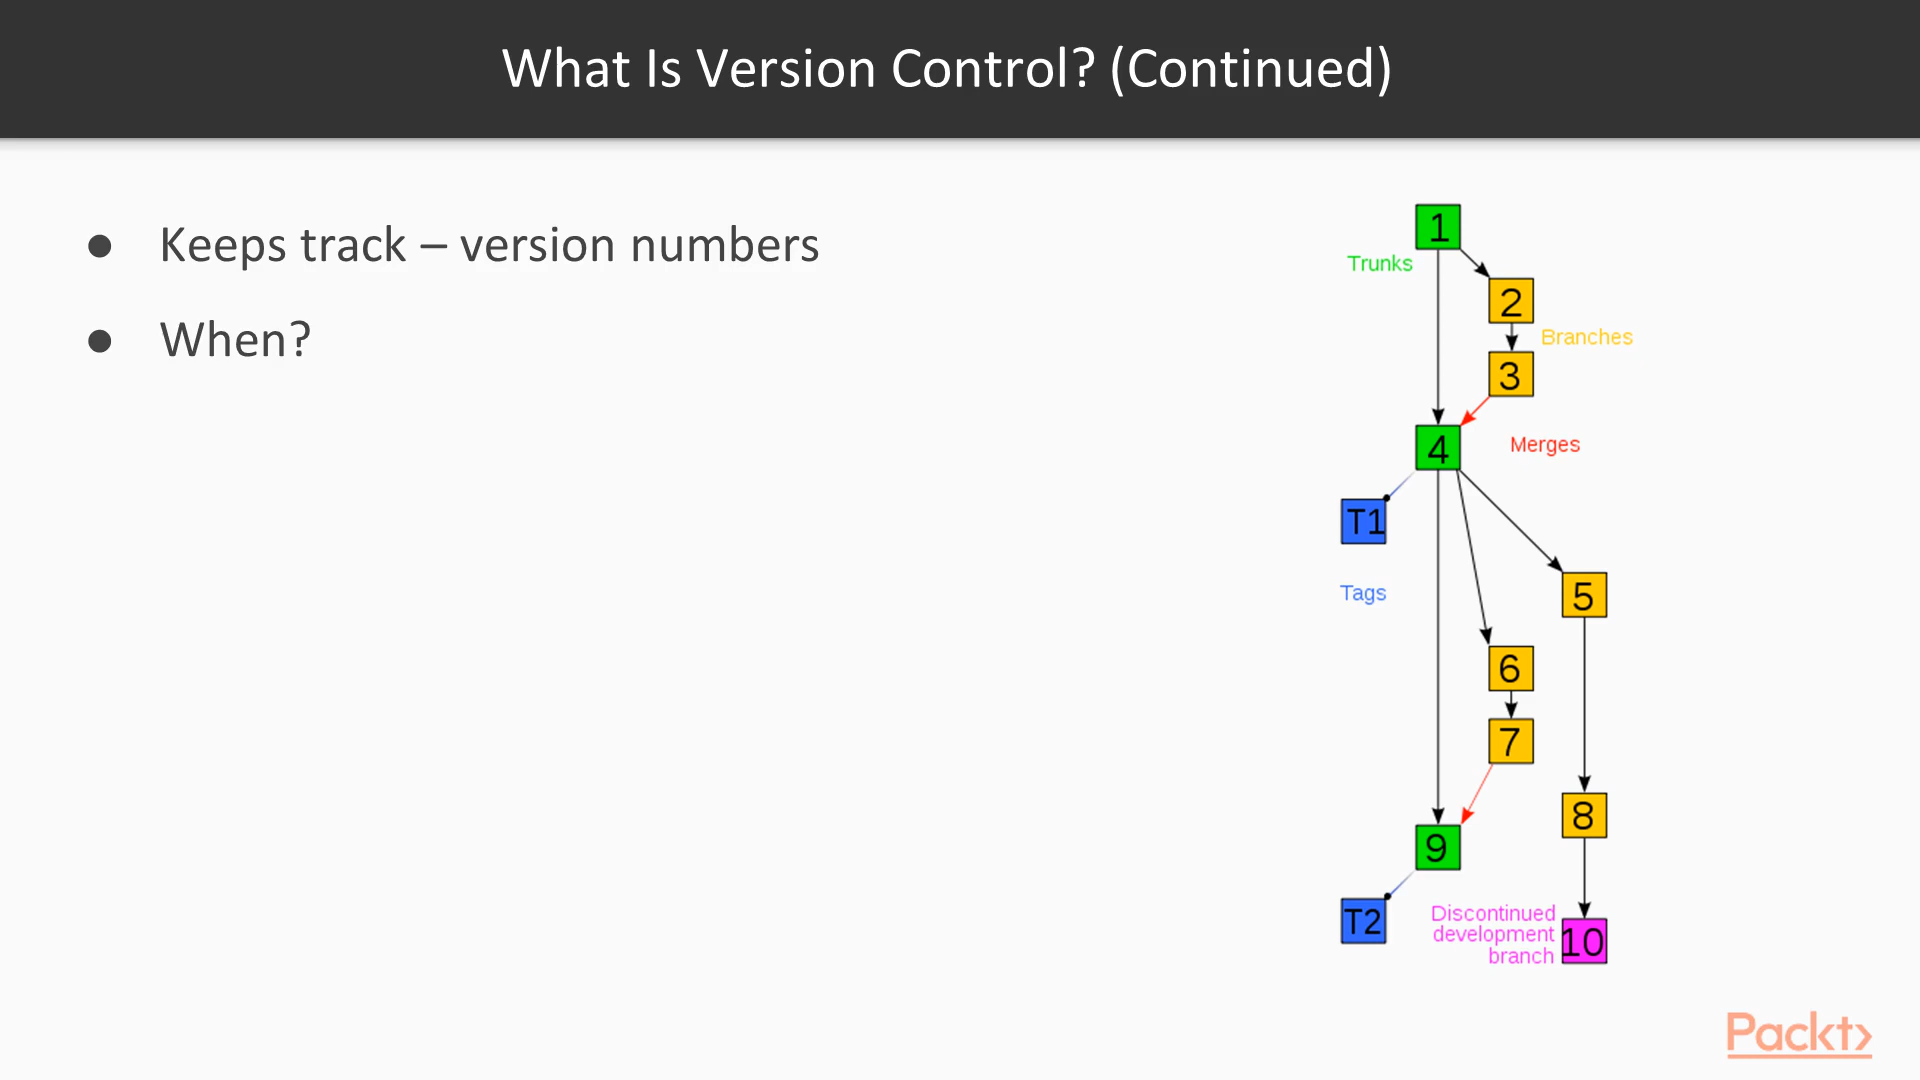 What Is Version Control? (Continued)
● Keeps track – version numbers
● When?
1
Trunks
2
Branches
3
4
Merges
T1
Tags
5
6
7
8
9
T2
Discontinued
development
branch
10
Packt>